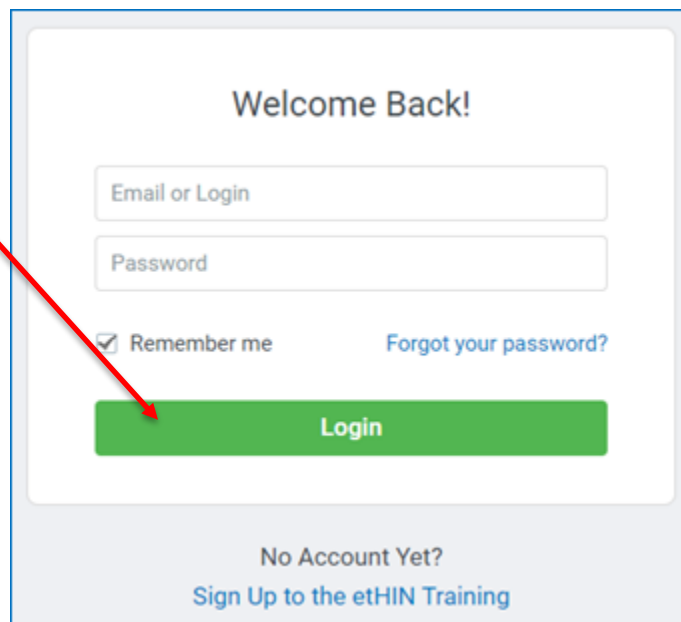 Welcome Back!
Email or Login
Password
Remember me Forgot your password?
Login
No Account Yet?
Sign Up to the etHIN Training